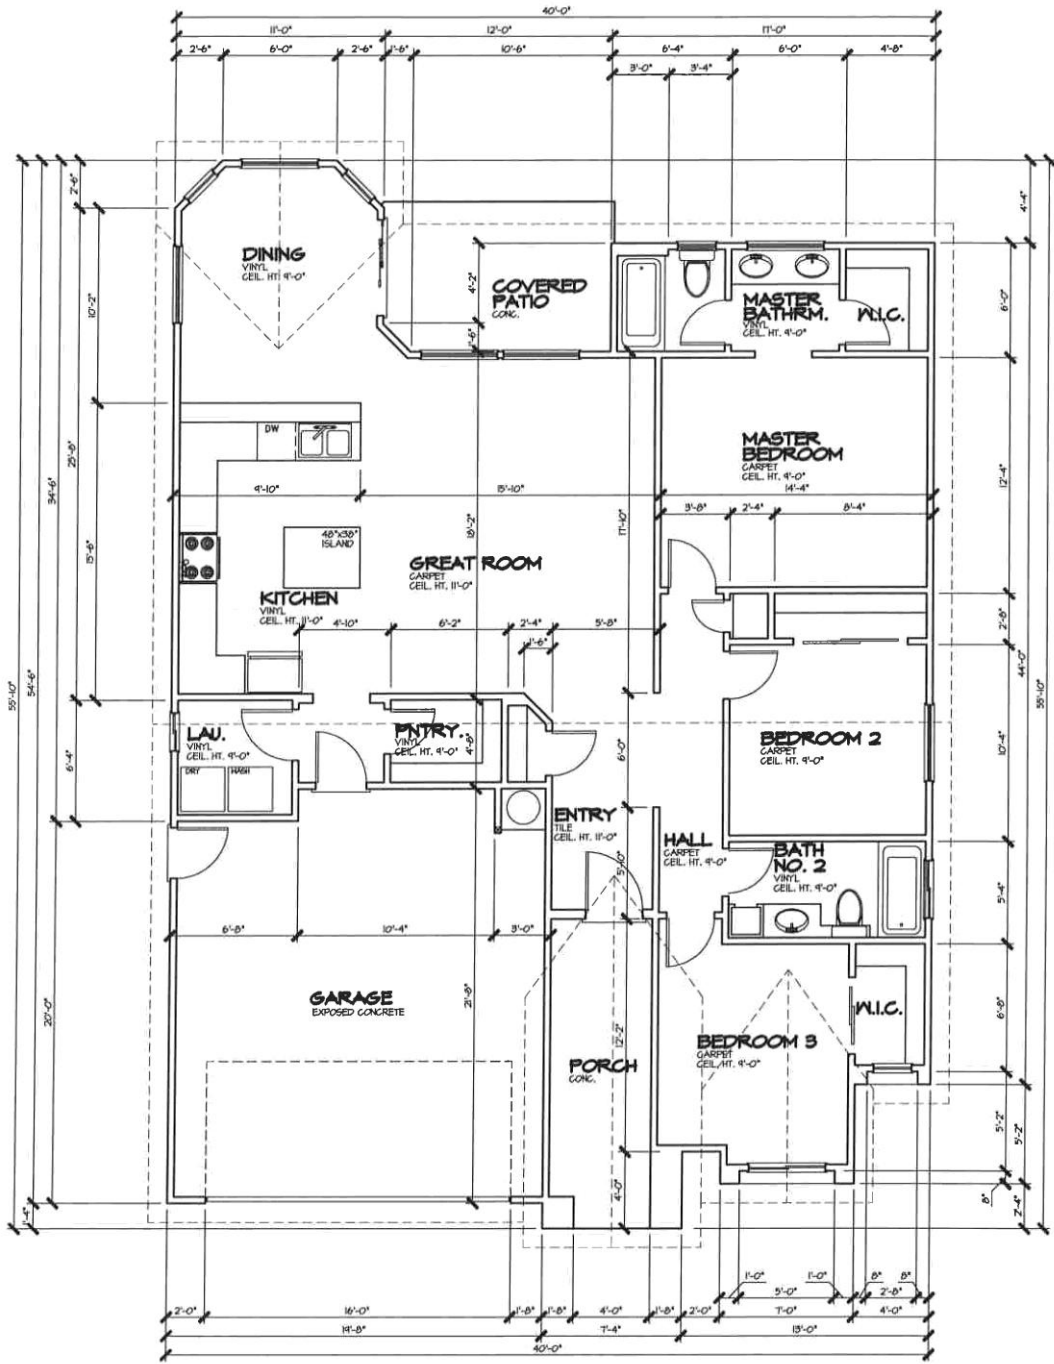 40'-0"
11'-0" 12'-0" 17'-0"
2'-6" 6'-0" 2'-6" 1'-6" 10'-6" 6'-4" 6'-0" 4'-8"
3'-0" 3'-4"
2'-6"
4'-4"
DINING
VINYL
CEIL. HT. 9'-0"
4'-2"
COVERED
PATIO
CONC.
MASTER
BATHRM.
VINYL
CEIL. HT. 9'-0"
W.I.C.
6'-0"
10'-2"
1'-6"
DW
MASTER
BEDROOM
CARPET
CEIL. HT. 9'-0"
14'-4"
12'-4"
25'-8"
34'-6"
9'-10" 15'-10"
18'-2"
17'-10"
3'-8" 2'-4" 8'-4"
15'-6"
48"x38"
ISLAND
GREAT ROOM
CARPET
CEIL. HT. 11'-0"
KITCHEN
VINYL
CEIL. HT. 11'-0"
4'-10" 6'-2" 2'-4" 5'-8"
1'-6"
2'-8"
44'-0"
55'-10"
54'-6"
55'-10"
LAU.
VINYL
CEIL. HT. 9'-0"
DRY WASH
6'-4"
PNTRY.
VINYL
CEIL. HT. 9'-0"
4'-8"
6'-0"
BEDROOM 2
CARPET
CEIL. HT. 9'-0"
10'-4"
ENTRY
TILE
CEIL. HT. 11'-0"
5'-10"
HALL
CARPET
CEIL. HT. 9'-0"
BATH
NO. 2
VINYL
CEIL. HT. 9'-0"
5'-4"
6'-8" 10'-4" 3'-0"
GARAGE
EXPOSED CONCRETE
21'-8"
20'-0"
12'-2"
W.I.C.
6'-8"
BEDROOM 3
CARPET
CEIL. HT. 9'-0"
PORCH
CONC.
5'-2"
5'-2"
4'-0"
8"
2'-4"
1'-4"
1'-0" 1'-0" 8" 8"
5'-0" 2'-8"
2'-0" 16'-0" 1'-8" 1'-8" 4'-0" 1'-8" 2'-0" 7'-0" 4'-0"
19'-8" 7'-4" 13'-0"
40'-0"